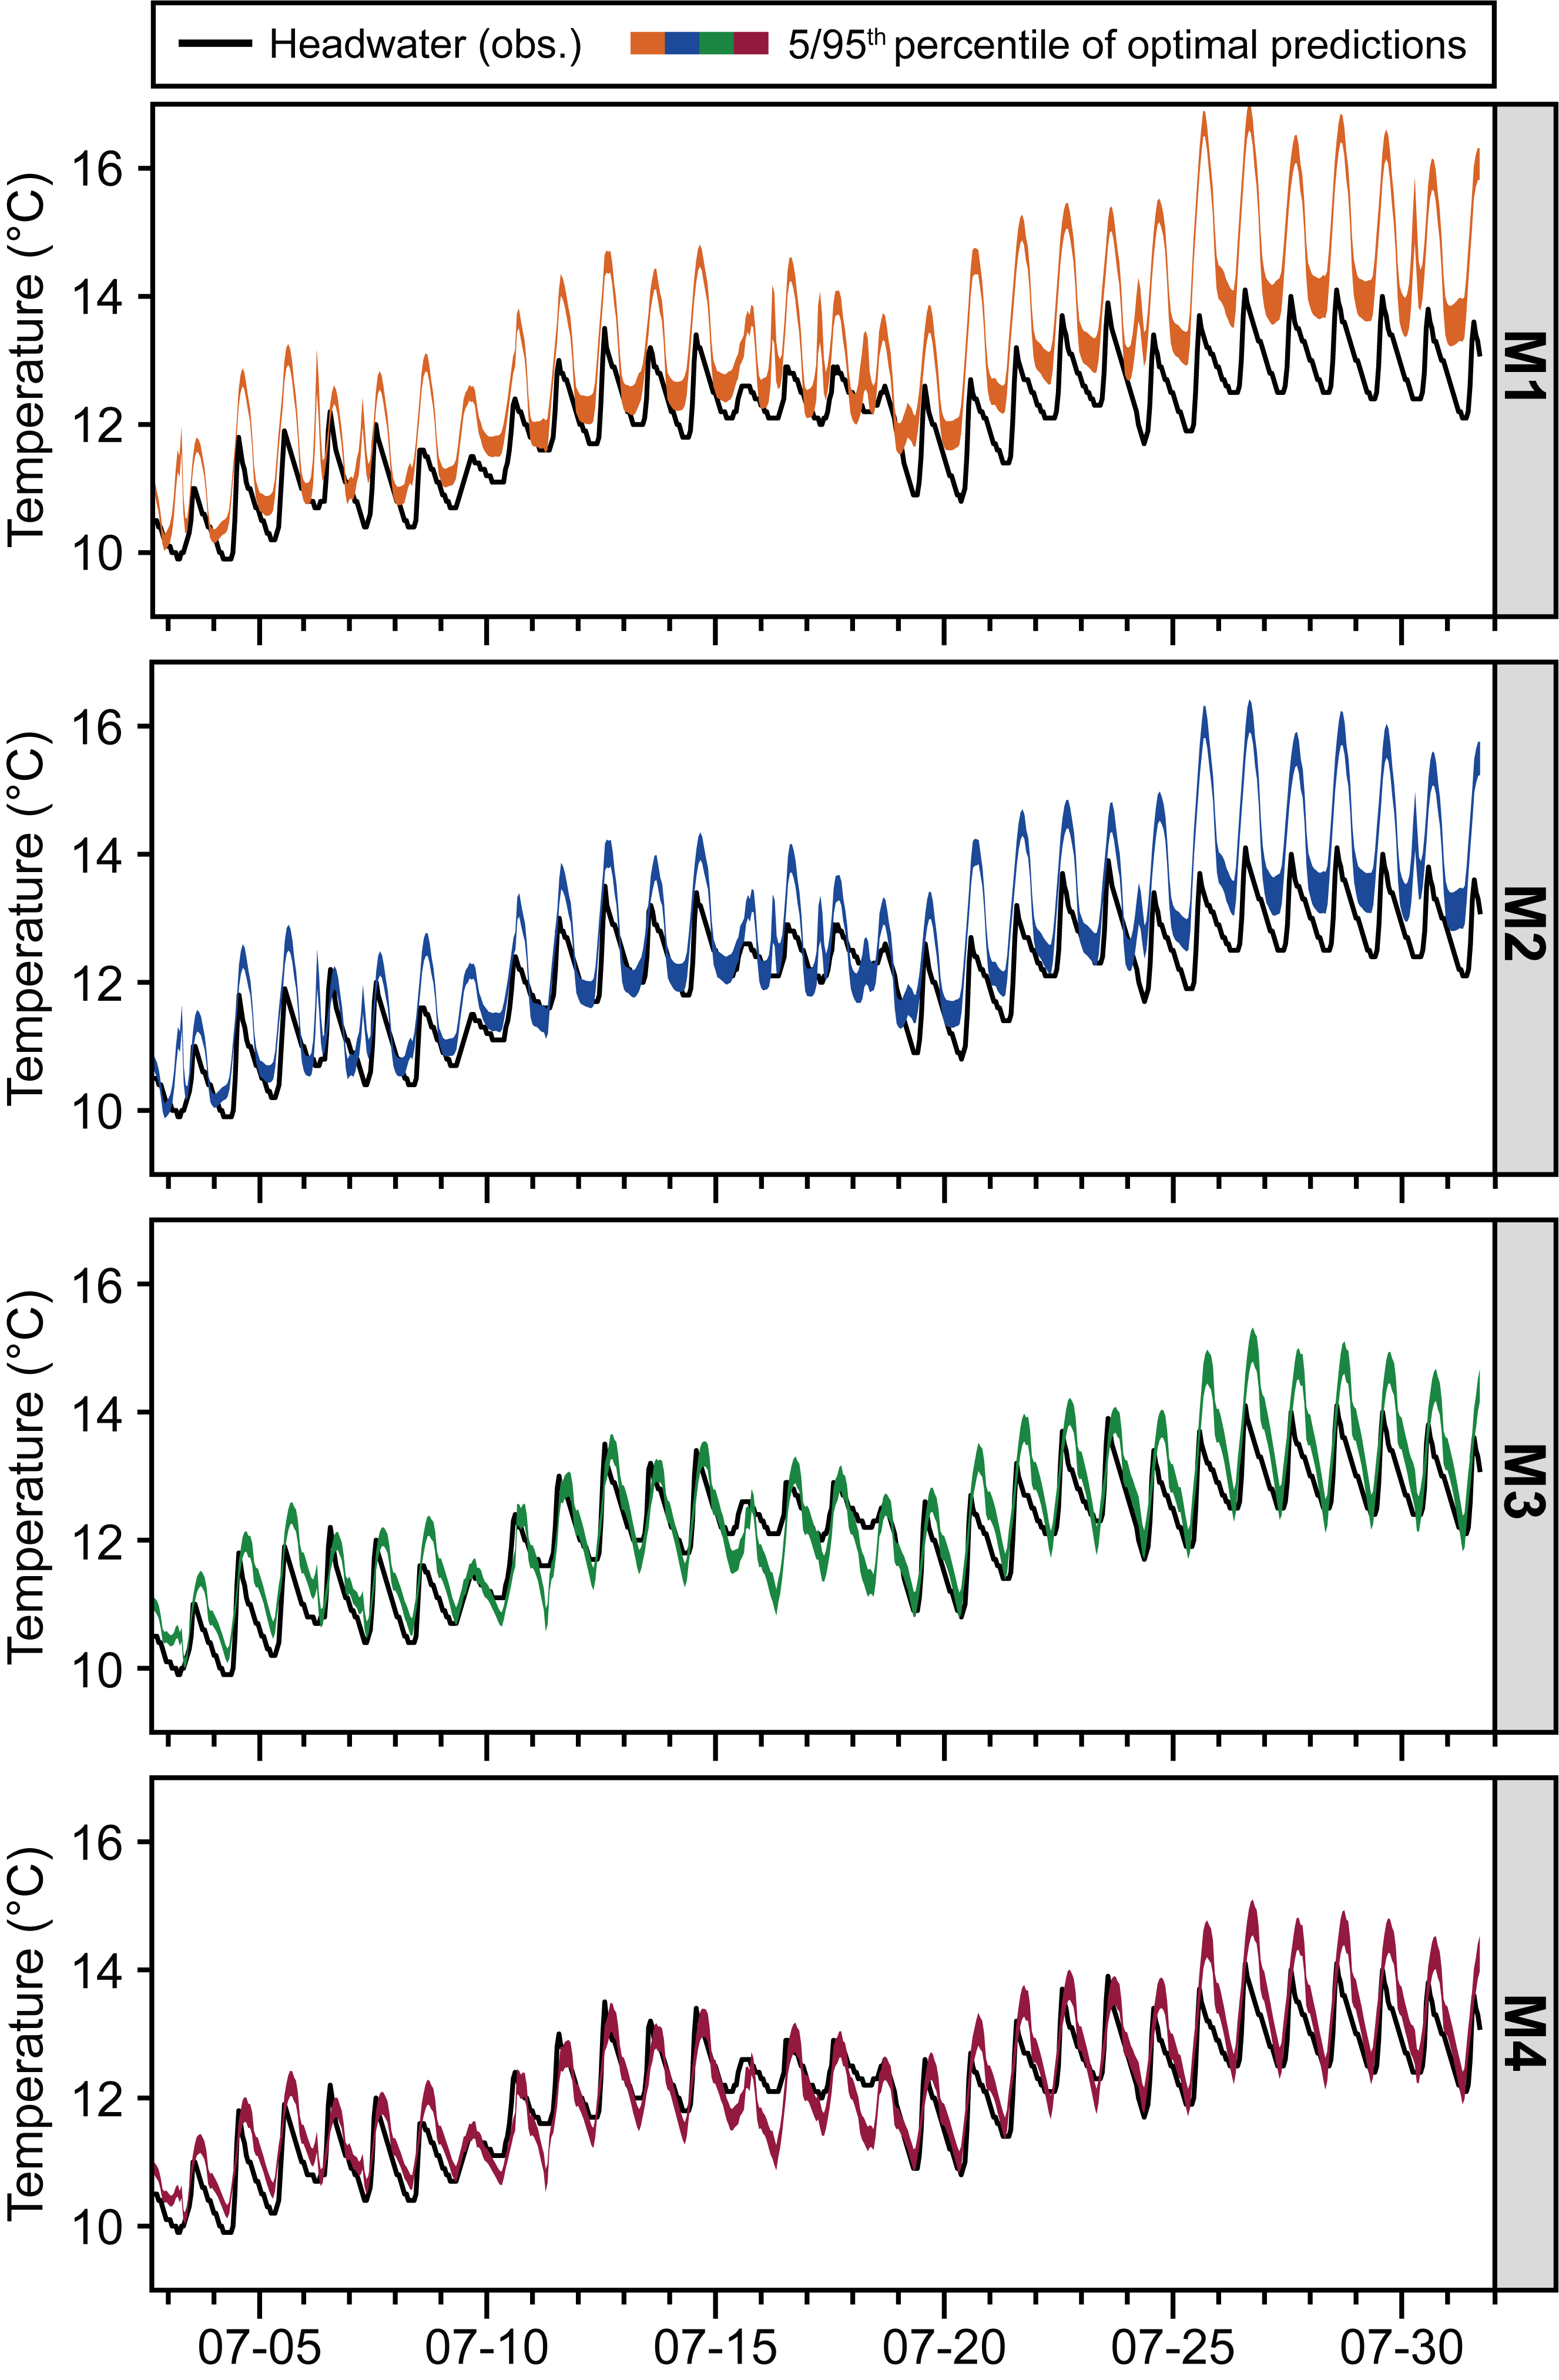 Headwater (obs.) 5/95th percentile of optimal predictions
Temperature (°C)
16
14
12
10
M1
Temperature (°C)
16
14
12
10
M2
Temperature (°C)
16
14
12
10
M3
Temperature (°C)
16
14
12
10
M4
07-05 07-10 07-15 07-20 07-25 07-30